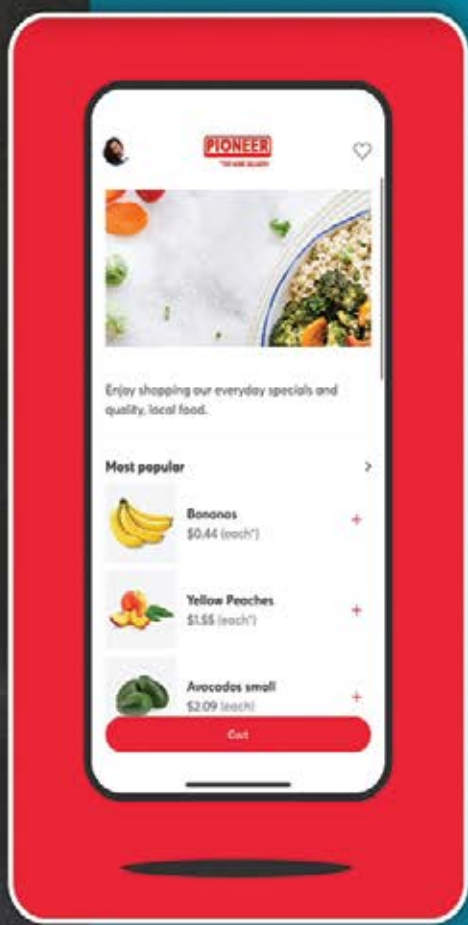 PIONEER
Enjoy shopping our everyday specials and
quality, local food.
Most popular
Bananas
$0.44 (each*)
Yellow Peaches
$1.55 (each*)
Avocados small
$2.09 (each)
Cart